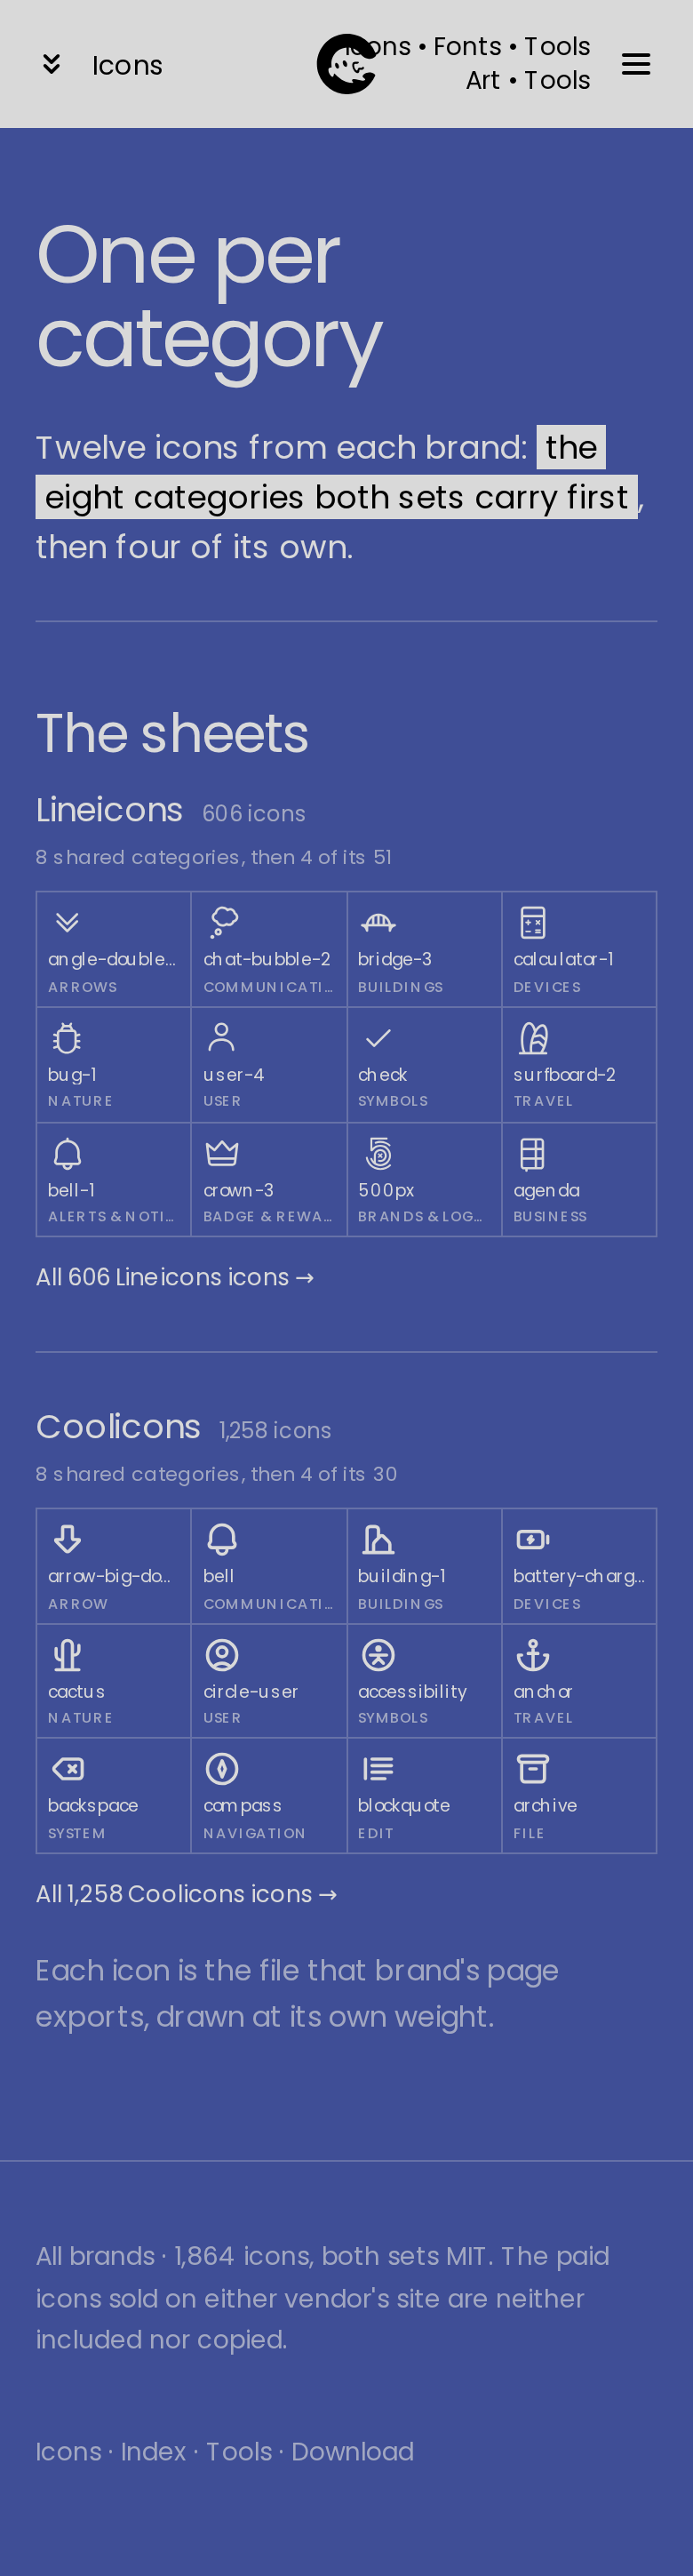 Icons
Icons • Fonts • Tools
Art • Tools
One per
category
Twelve icons from each brand: the
eight categories both sets carry first,
then four of its own.
The sheets
Lineicons 606 icons
8 shared categories, then 4 of its 51
angle-double… chat-bubble-2 bridge-3 calculator-1
ARROWS COMMUNICATI… BUILDINGS DEVICES
bug-1 user-4 check surfboard-2
NATURE USER SYMBOLS TRAVEL
bell-1 crown-3 500px agenda
ALERTS & NOTI… BADGE & REWA… BRANDS & LOG… BUSINESS
All 606 Lineicons icons →
Coolicons 1,258 icons
8 shared categories, then 4 of its 30
arrow-big-do… bell building-1 battery-charg…
ARROW COMMUNICATI… BUILDINGS DEVICES
cactus circle-user accessibility anchor
NATURE USER SYMBOLS TRAVEL
backspace compass blockquote archive
SYSTEM NAVIGATION EDIT FILE
All 1,258 Coolicons icons →
Each icon is the file that brand's page
exports, drawn at its own weight.
All brands · 1,864 icons, both sets MIT. The paid
icons sold on either vendor's site are neither
included nor copied.
Icons · Index · Tools · Download